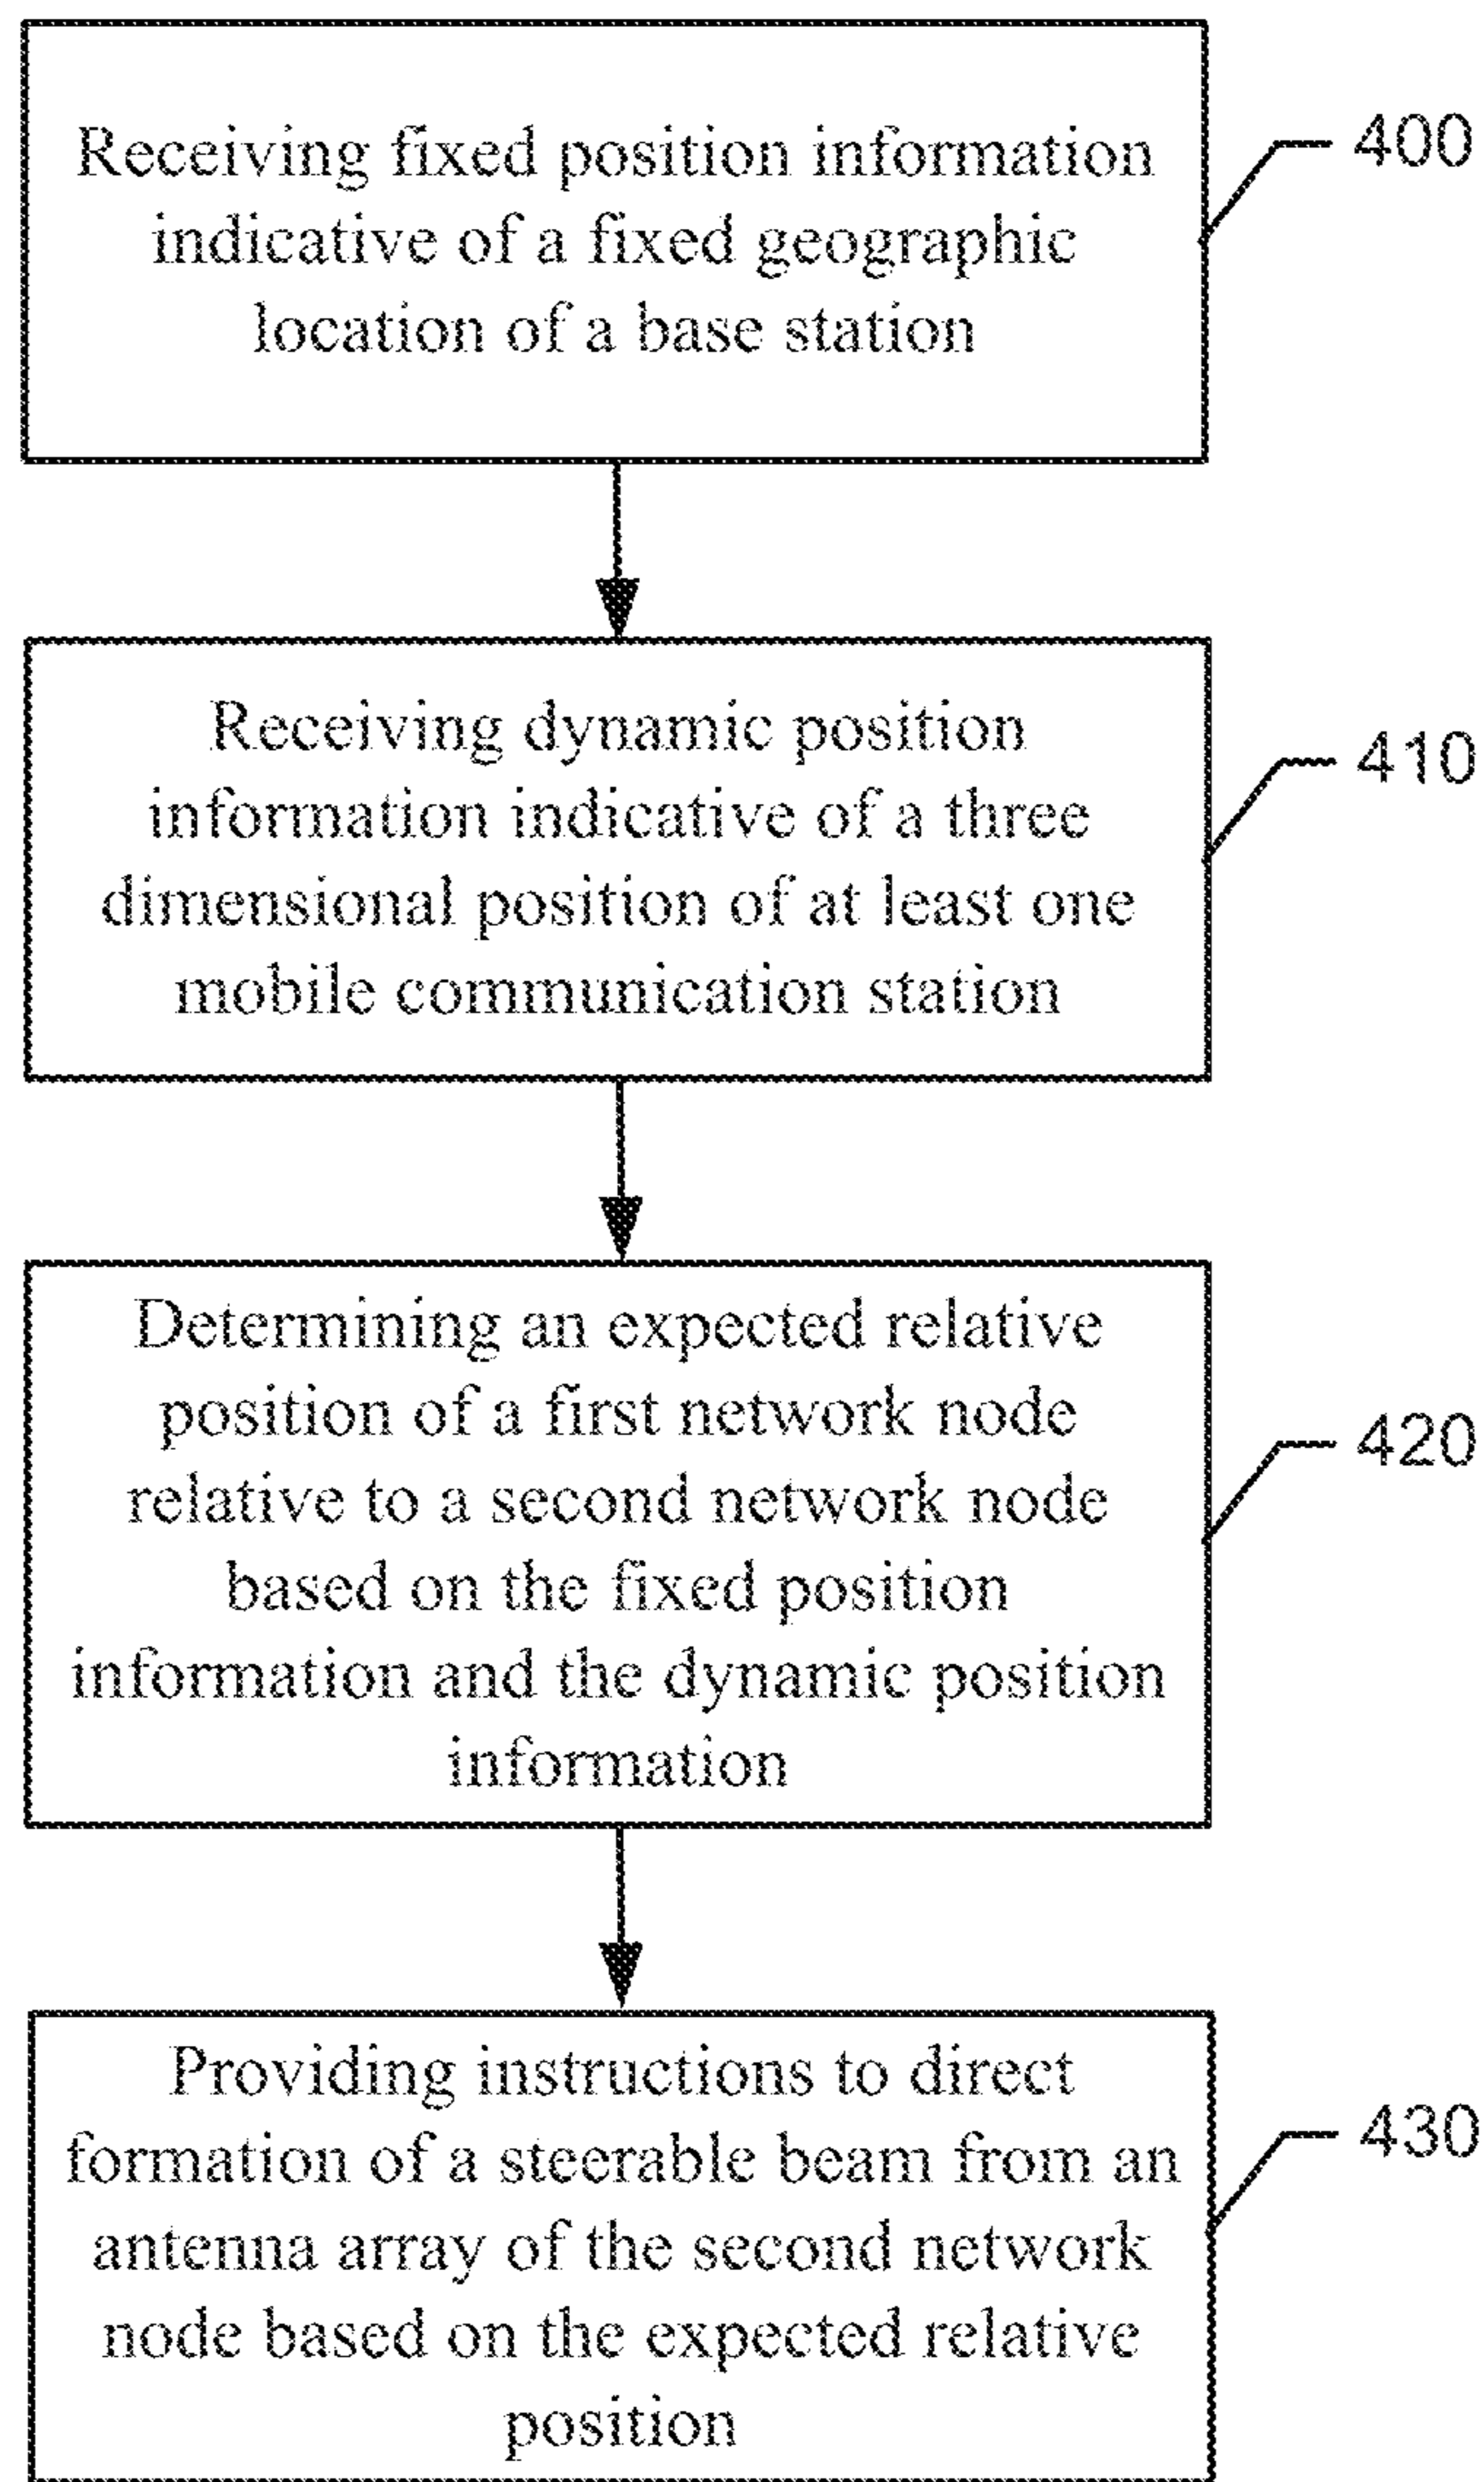 Receiving fixed position information
indicative of a fixed geographic
location of a base station
400
Receiving dynamic position
information indicative of a three
dimensional position of at least one
mobile communication station
410
Determining an expected relative
position of a first network node
relative to a second network node
based on the fixed position
information and the dynamic position
information
420
Providing instructions to direct
formation of a steerable beam from an
antenna array of the second network
node based on the expected relative
position
430